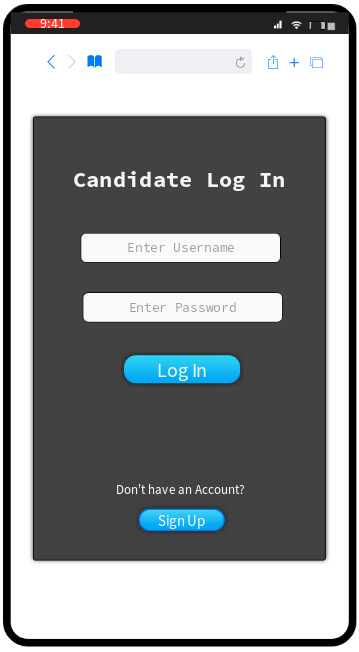 9:41
Candidate Log In
Enter Username
Enter Password
Log In
Don't have an Account?
Sign Up